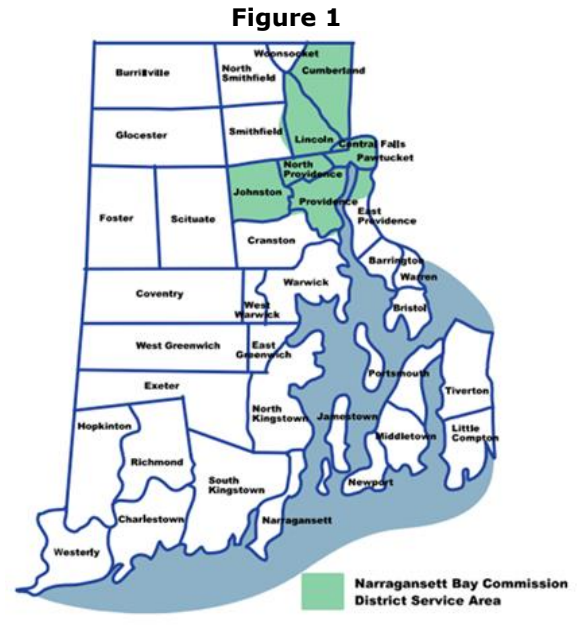 Figure 1
Woonsocket
Burrillville
North
Smithfield
Cumberland
Glocester
Smithfield
Lincoln
Central Falls
Pawtucket
North
Providence
Johnston
Providence
Foster
Scituate
East
Providence
Cranston
Barrington
Warren
Warwick
Coventry
West
Warwick
Bristol
West Greenwich
East
Greenwich
Portsmouth
Exeter
Tiverton
North
Kingstown
Jamestown
Hopkinton
Middletown
Little
Compton
Richmond
South
Kingstown
Newport
Charlestown
Narragansett
Westerly
Narragansett Bay Commission
District Service Area